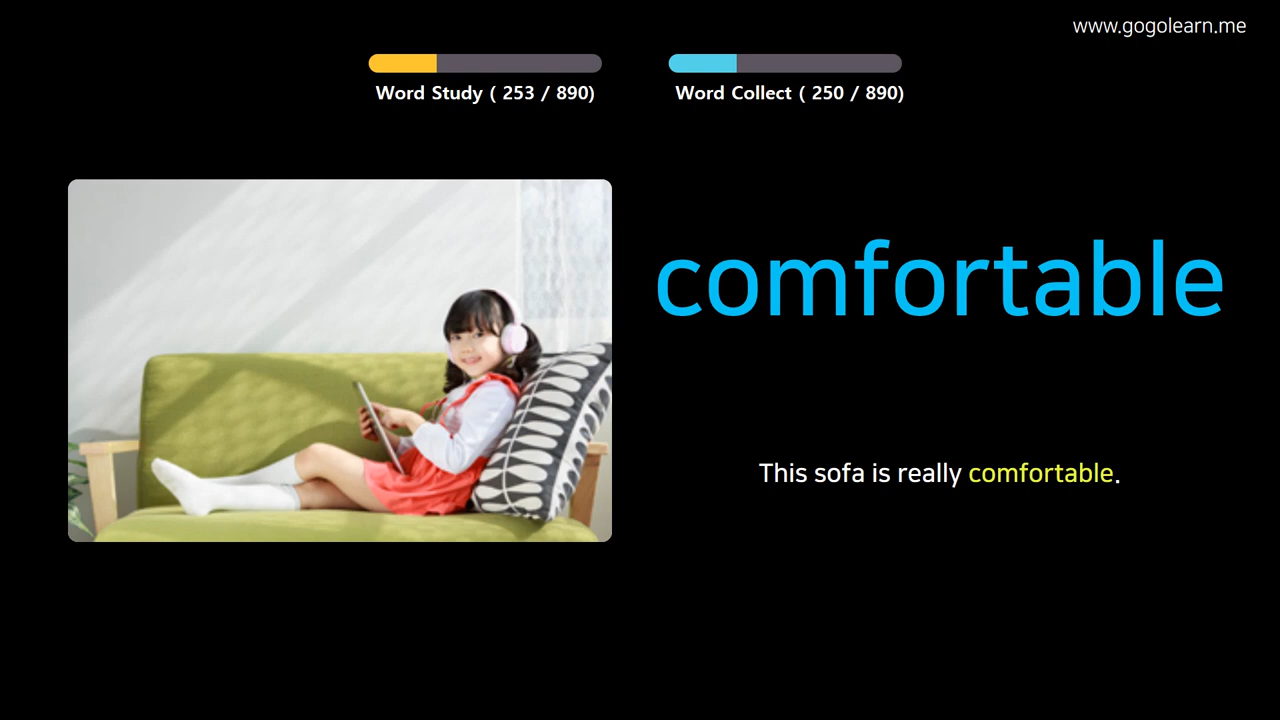 www.gogolearn.me
Word Study ( 253 / 890)
Word Collect ( 250 / 890)
comfortable
This sofa is really comfortable.